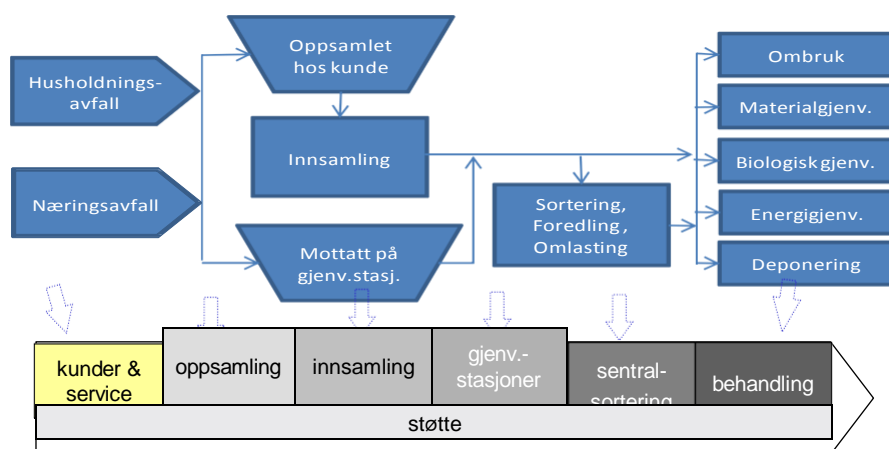 Husholdnings-
avfall
Næringsavfall
Oppsamlet
hos kunde
Innsamling
Mottatt på
gjenv.stasj.
Sortering,
Foredling,
Omlasting
Ombruk
Materialgjenv.
Biologisk gjenv.
Energigjenv.
Deponering
kunder &
service
oppsamling
innsamling
gjenv.-
stasjoner
sentral-
sortering
behandling
støtte